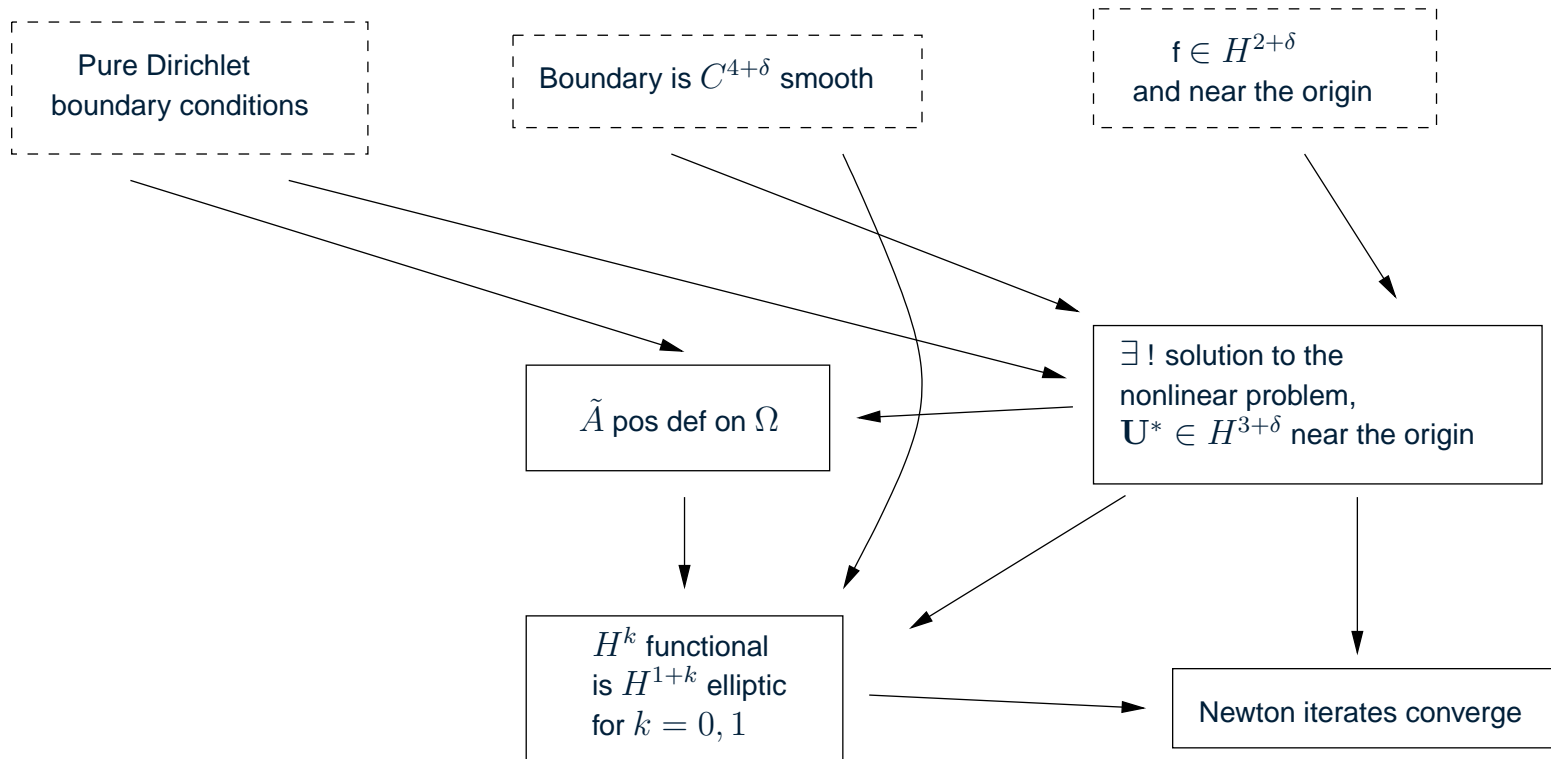 Pure Dirichlet
boundary conditions
Boundary is $C^{4+\delta}$ smooth
f $\in H^{2+\delta}$
and near the origin
$\exists$ ! solution to the
nonlinear problem,
$\mathbf{U}^* \in H^{3+\delta}$ near the origin
$\tilde{A}$ pos def on $\Omega$
$H^k$ functional
is $H^{1+k}$ elliptic
for $k = 0, 1$
Newton iterates converge